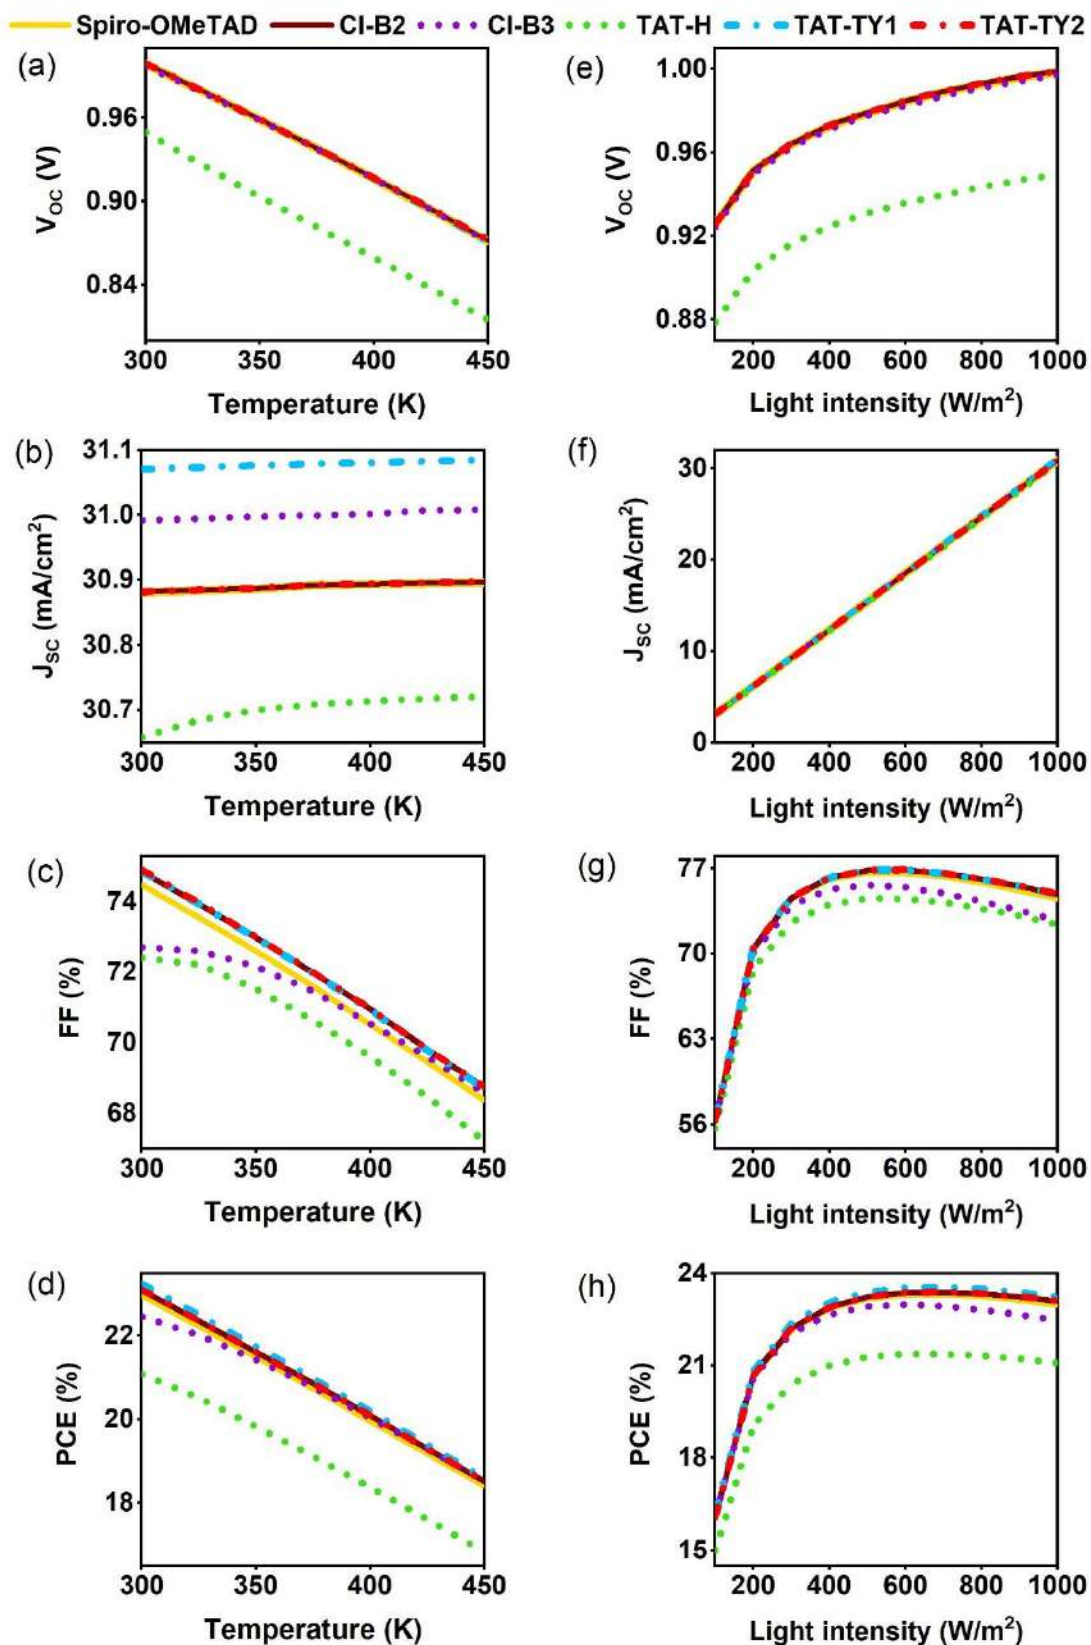 Spiro-OMeTAD CI-B2 CI-B3 TAT-H TAT-TY1 TAT-TY2
(a)
V_OC (V)
0.96
0.90
0.84
300 350 400 450
Temperature (K)
(e)
V_OC (V)
1.00
0.96
0.92
0.88
200 400 600 800 1000
Light intensity (W/m²)
(b)
J_SC (mA/cm²)
31.1
31.0
30.9
30.8
30.7
300 350 400 450
Temperature (K)
(f)
J_SC (mA/cm²)
30
20
10
0
200 400 600 800 1000
Light intensity (W/m²)
(c)
FF (%)
74
72
70
68
300 350 400 450
Temperature (K)
(g)
FF (%)
77
70
63
56
200 400 600 800 1000
Light intensity (W/m²)
(d)
PCE (%)
22
20
18
300 350 400 450
Temperature (K)
(h)
PCE (%)
24
21
18
15
200 400 600 800 1000
Light intensity (W/m²)